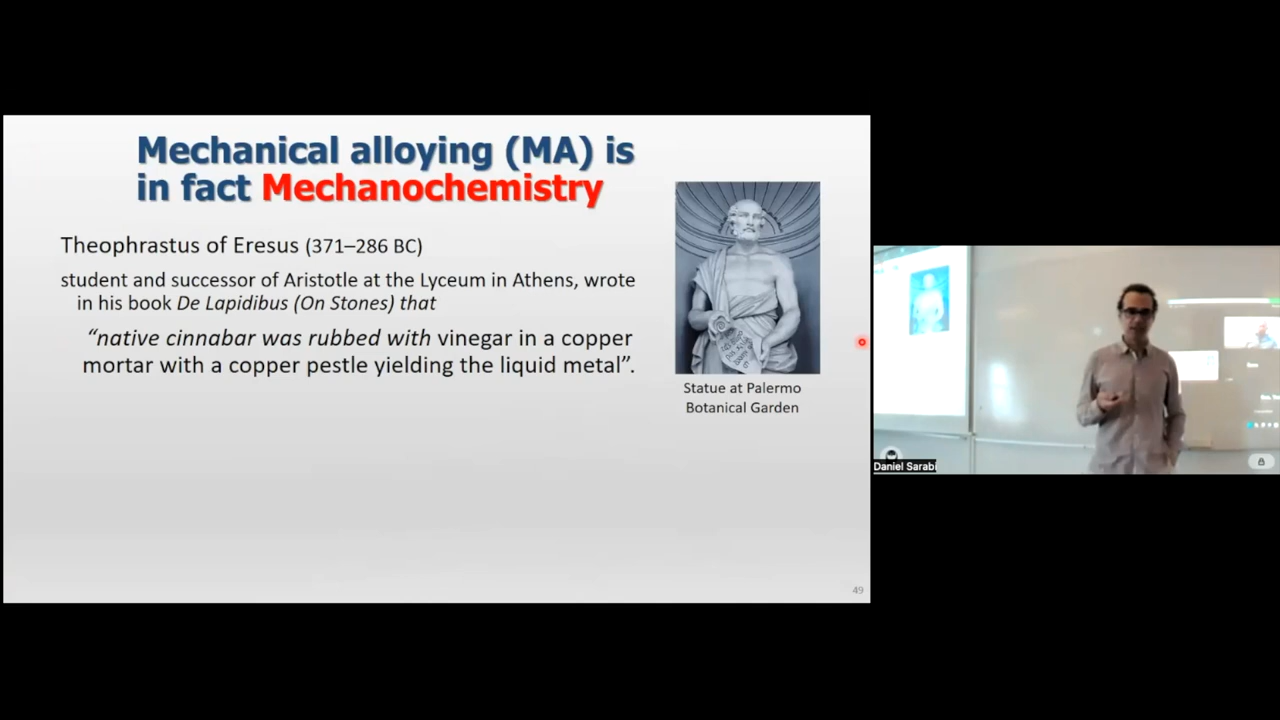 Mechanical alloying (MA) is
in fact Mechanochemistry
Theophrastus of Eresus (371–286 BC)
student and successor of Aristotle at the Lyceum in Athens, wrote
in his book De Lapidibus (On Stones) that
“native cinnabar was rubbed with vinegar in a copper
mortar with a copper pestle yielding the liquid metal”.
Statue at Palermo
Botanical Garden
49
Daniel Sarabi